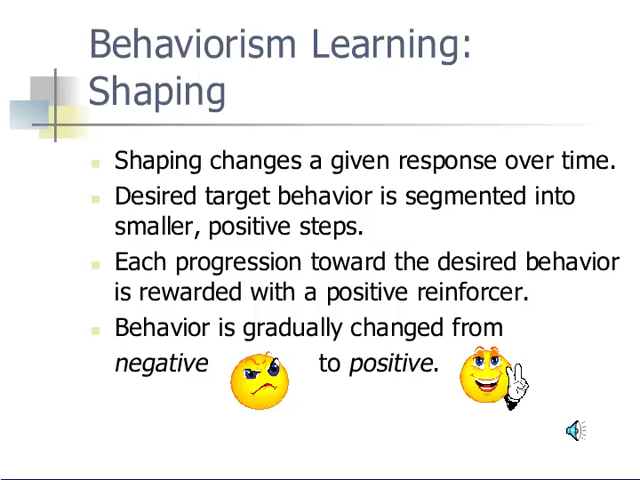 Behaviorism Learning:
Shaping
Shaping changes a given response over time.
Desired target behavior is segmented into
smaller, positive steps.
Each progression toward the desired behavior
is rewarded with a positive reinforcer.
Behavior is gradually changed from
negative to positive.